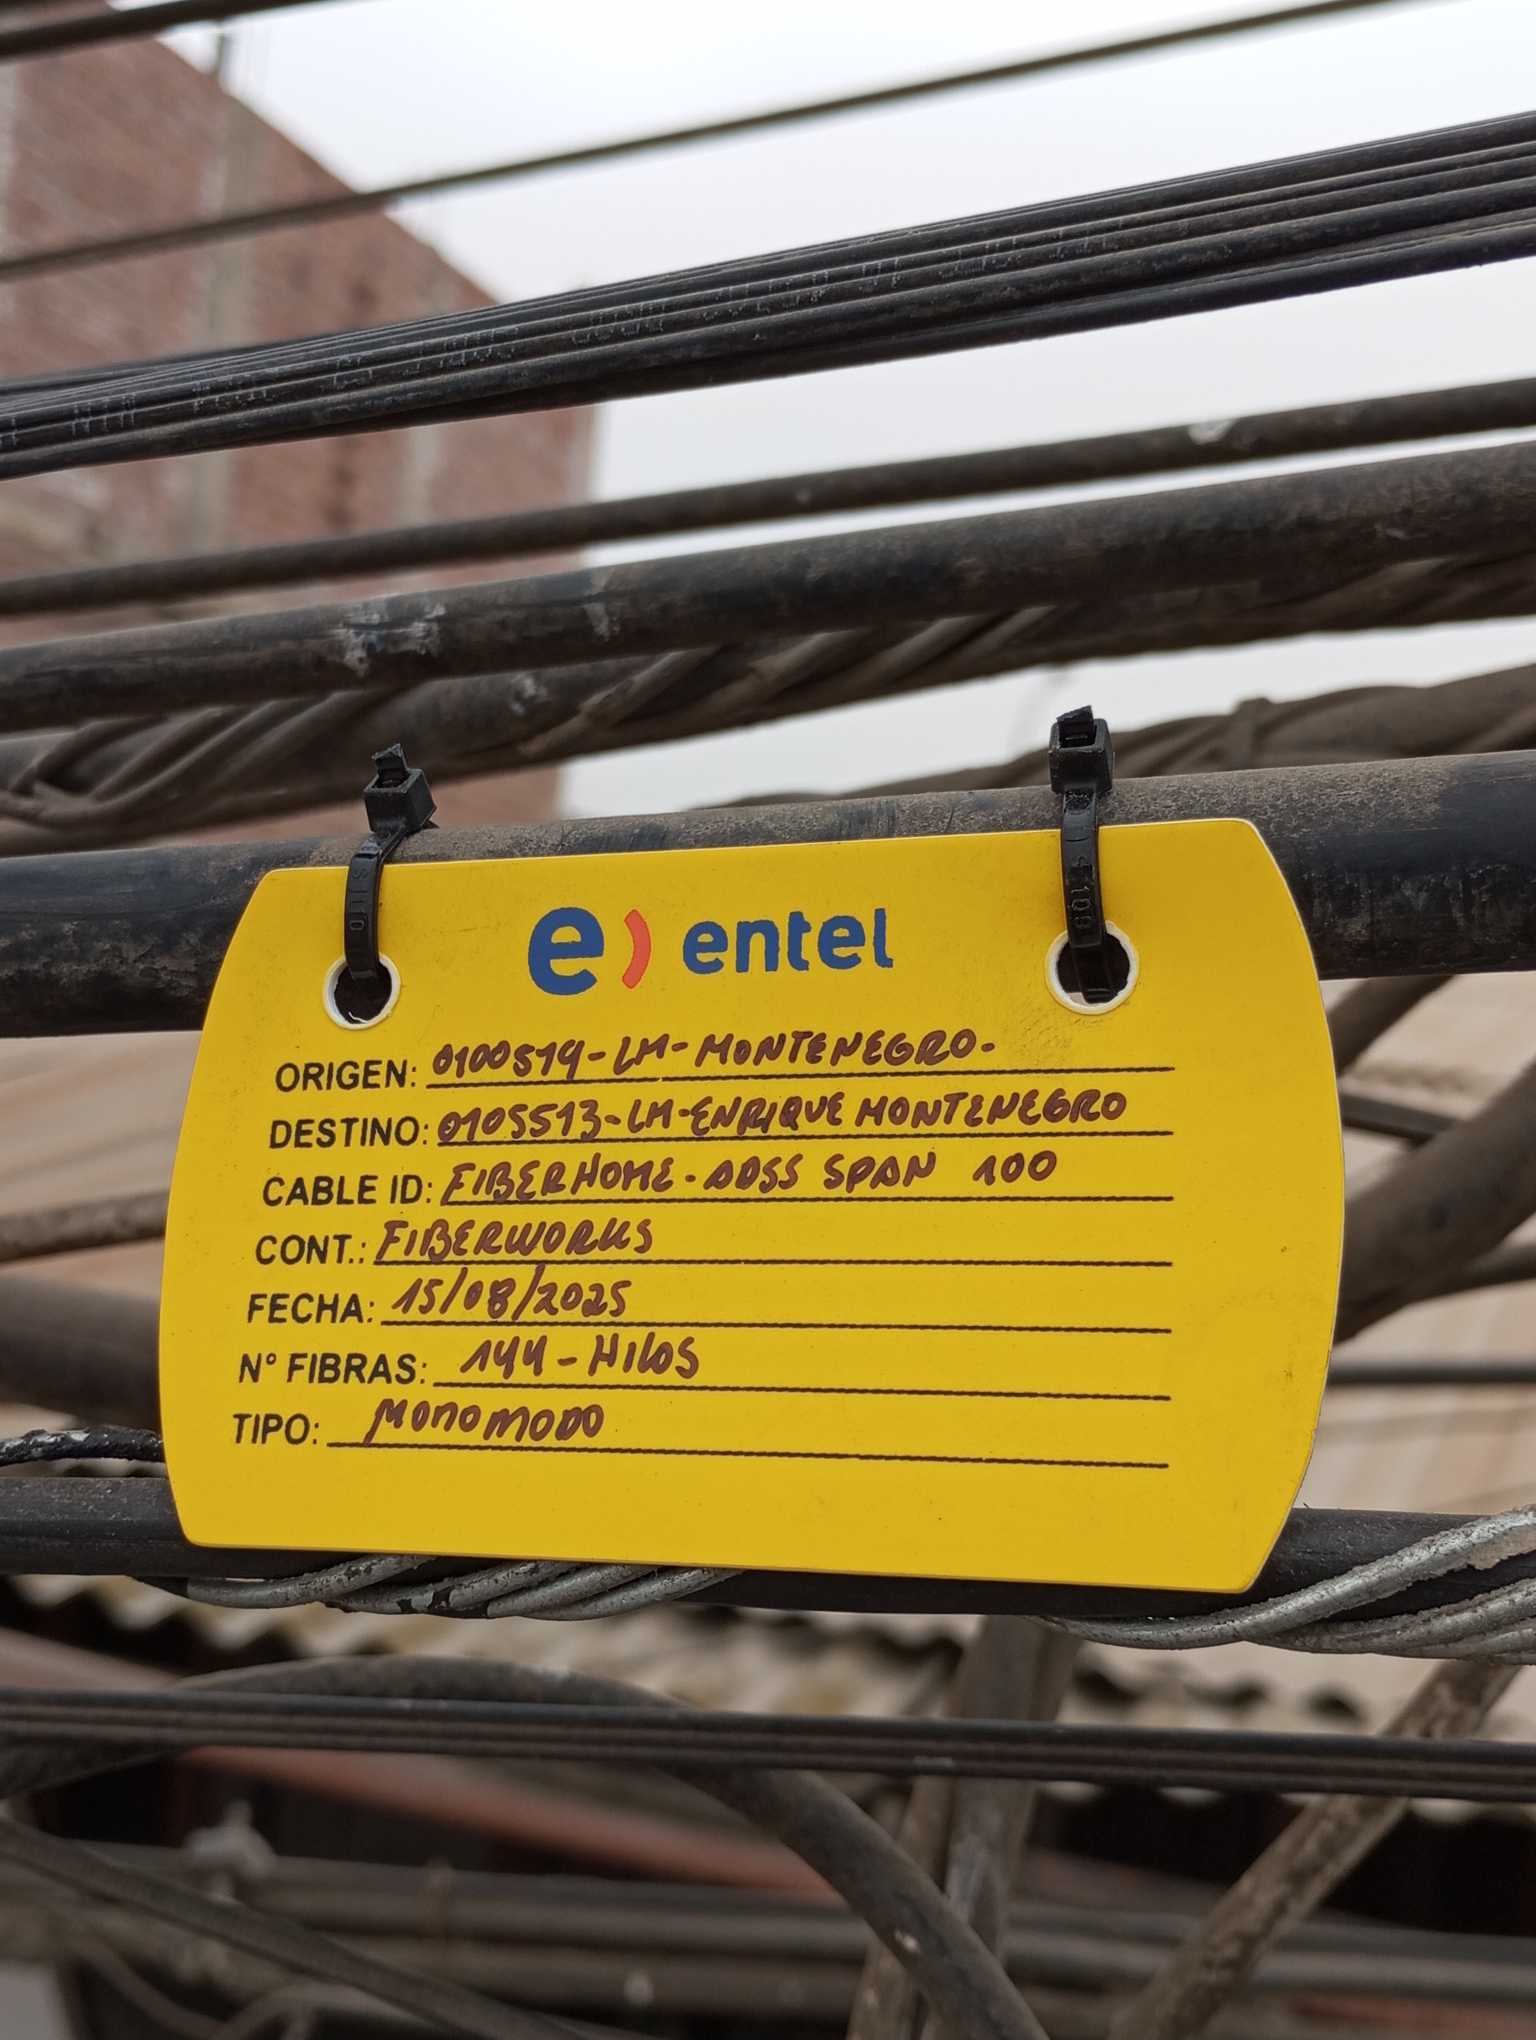 e) entel
ORIGEN: 0100519-LM-MONTENEGRO.
DESTINO: 0105513-LM-ENRIQUE MONTENEGRO
CABLE ID: FIBERHOME-ADSS SPAN 100
CONT.: FIBERWORKS
FECHA: 15/08/2025
N° FIBRAS: 144-HILOS
TIPO: MONOMODO